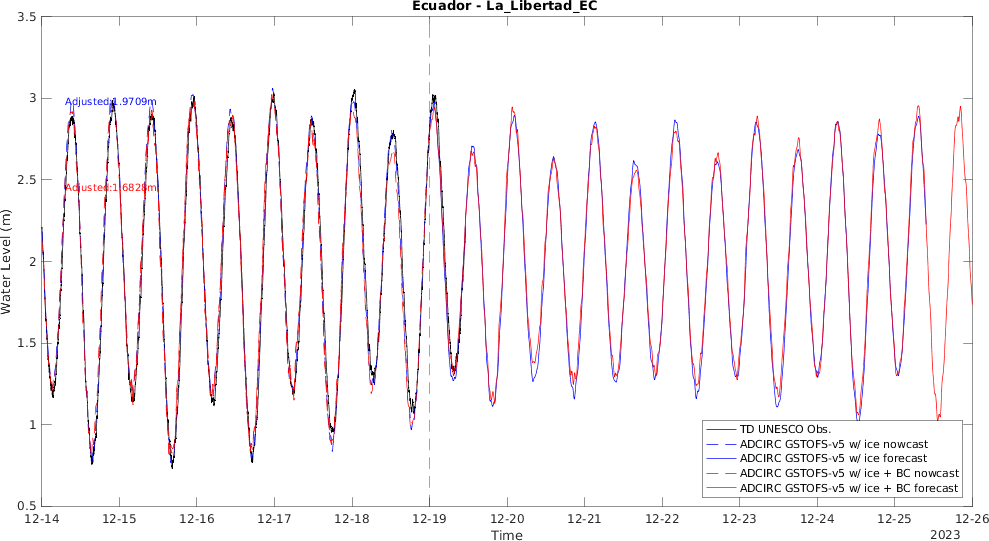 Ecuador - La_Libertad_EC
3.5
3
2.5
2
1.5
1
0.5
Water Level (m)
Adjusted:1.9709m
Adjusted:1.6828m
TD UNESCO Obs.
ADCIRC GSTOFS-v5 w/ ice nowcast
ADCIRC GSTOFS-v5 w/ ice forecast
ADCIRC GSTOFS-v5 w/ ice + BC nowcast
ADCIRC GSTOFS-v5 w/ ice + BC forecast
12-14 12-15 12-16 12-17 12-18 12-19 12-20 12-21 12-22 12-23 12-24 12-25 12-26
Time
2023